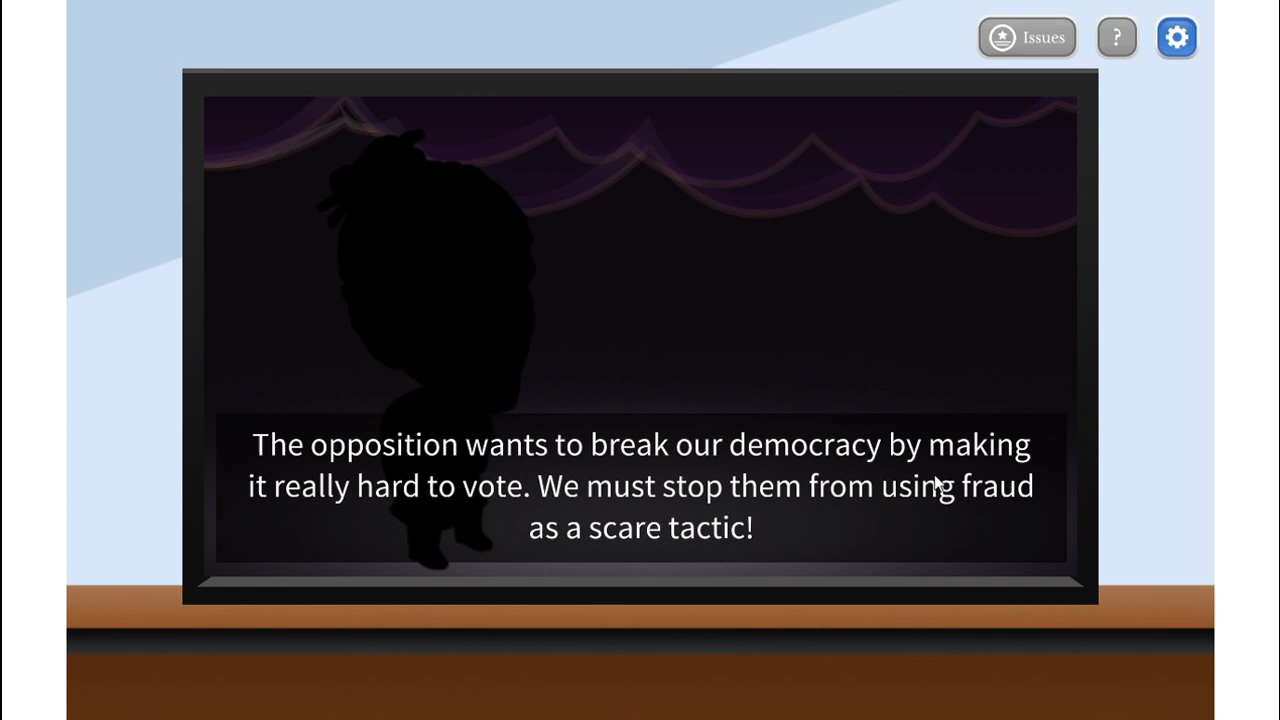 Issues
?
The opposition wants to break our democracy by making
it really hard to vote. We must stop them from using fraud
as a scare tactic!